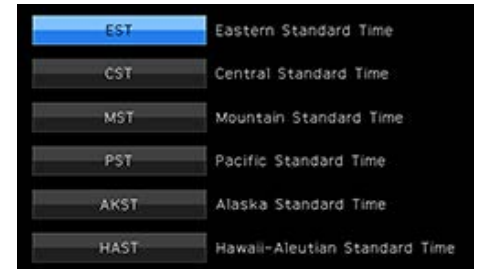 EST Eastern Standard Time
CST Central Standard Time
MST Mountain Standard Time
PST Pacific Standard Time
AKST Alaska Standard Time
HAST Hawaii-Aleutian Standard Time